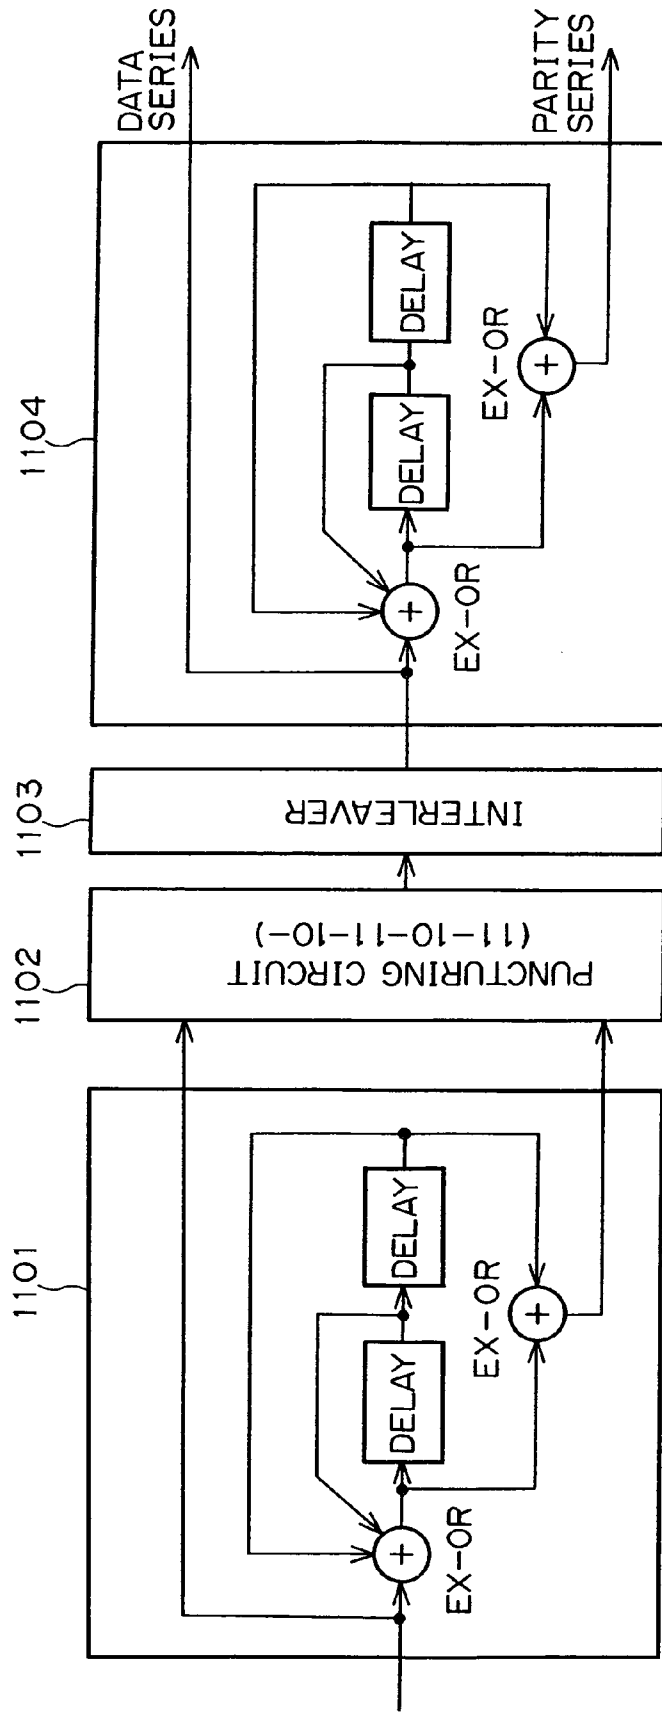 1101
EX-OR
DELAY
DELAY
EX-OR
1102
PUNCTURING CIRCUIT
(11-10-11-10-)
1103
INTERLEAVER
1104
EX-OR
DELAY
DELAY
EX-OR
DATA
SERIES
PARITY
SERIES